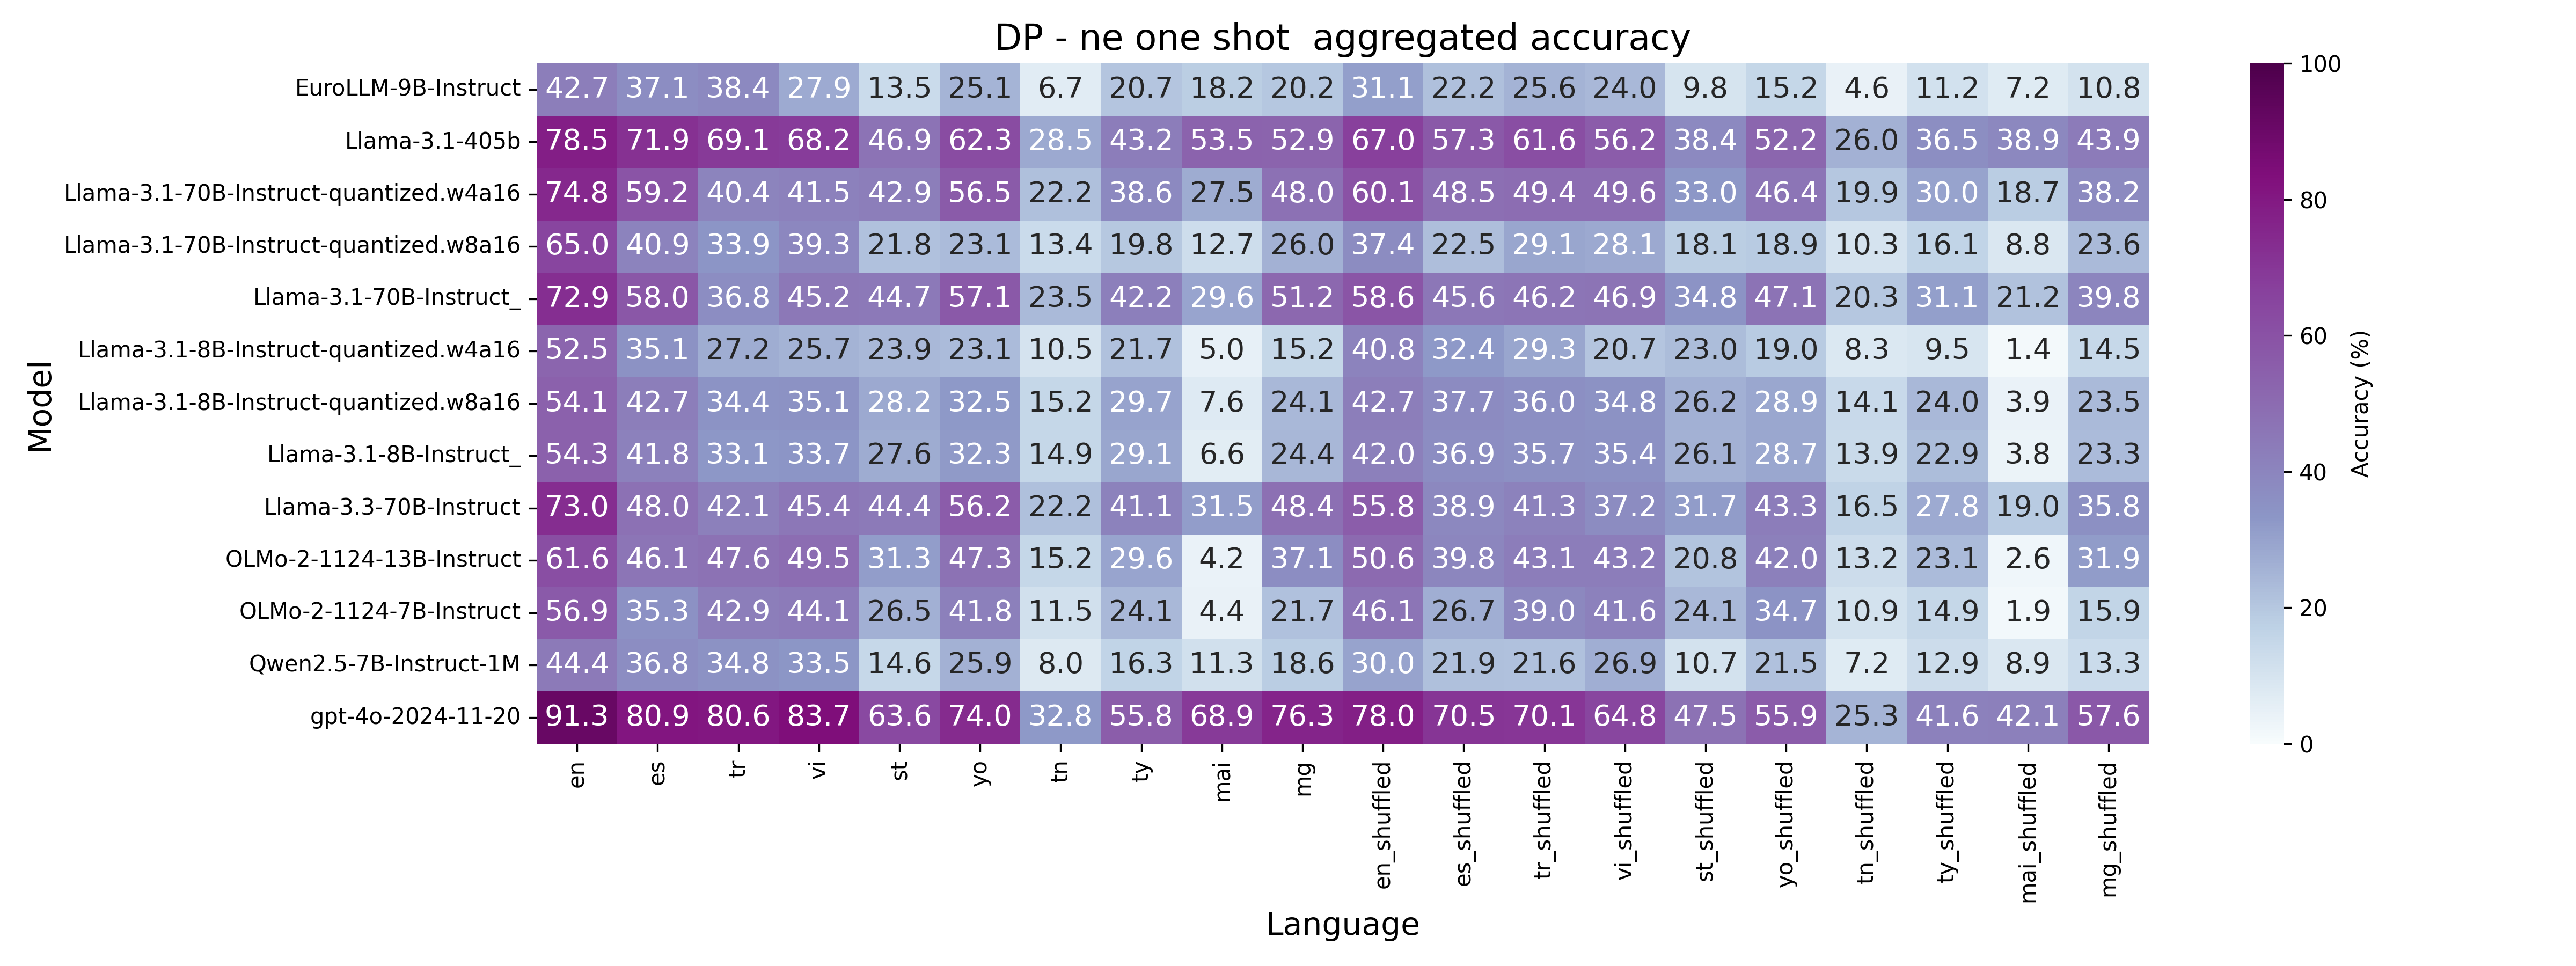 DP - ne one shot  aggregated accuracy
Model
EuroLLM-9B-Instruct 42.7 37.1 38.4 27.9 13.5 25.1 6.7 20.7 18.2 20.2 31.1 22.2 25.6 24.0 9.8 15.2 4.6 11.2 7.2 10.8
Llama-3.1-405b 78.5 71.9 69.1 68.2 46.9 62.3 28.5 43.2 53.5 52.9 67.0 57.3 61.6 56.2 38.4 52.2 26.0 36.5 38.9 43.9
Llama-3.1-70B-Instruct-quantized.w4a16 74.8 59.2 40.4 41.5 42.9 56.5 22.2 38.6 27.5 48.0 60.1 48.5 49.4 49.6 33.0 46.4 19.9 30.0 18.7 38.2
Llama-3.1-70B-Instruct-quantized.w8a16 65.0 40.9 33.9 39.3 21.8 23.1 13.4 19.8 12.7 26.0 37.4 22.5 29.1 28.1 18.1 18.9 10.3 16.1 8.8 23.6
Llama-3.1-70B-Instruct_ 72.9 58.0 36.8 45.2 44.7 57.1 23.5 42.2 29.6 51.2 58.6 45.6 46.2 46.9 34.8 47.1 20.3 31.1 21.2 39.8
Llama-3.1-8B-Instruct-quantized.w4a16 52.5 35.1 27.2 25.7 23.9 23.1 10.5 21.7 5.0 15.2 40.8 32.4 29.3 20.7 23.0 19.0 8.3 9.5 1.4 14.5
Llama-3.1-8B-Instruct-quantized.w8a16 54.1 42.7 34.4 35.1 28.2 32.5 15.2 29.7 7.6 24.1 42.7 37.7 36.0 34.8 26.2 28.9 14.1 24.0 3.9 23.5
Llama-3.1-8B-Instruct_ 54.3 41.8 33.1 33.7 27.6 32.3 14.9 29.1 6.6 24.4 42.0 36.9 35.7 35.4 26.1 28.7 13.9 22.9 3.8 23.3
Llama-3.3-70B-Instruct 73.0 48.0 42.1 45.4 44.4 56.2 22.2 41.1 31.5 48.4 55.8 38.9 41.3 37.2 31.7 43.3 16.5 27.8 19.0 35.8
OLMo-2-1124-13B-Instruct 61.6 46.1 47.6 49.5 31.3 47.3 15.2 29.6 4.2 37.1 50.6 39.8 43.1 43.2 20.8 42.0 13.2 23.1 2.6 31.9
OLMo-2-1124-7B-Instruct 56.9 35.3 42.9 44.1 26.5 41.8 11.5 24.1 4.4 21.7 46.1 26.7 39.0 41.6 24.1 34.7 10.9 14.9 1.9 15.9
Qwen2.5-7B-Instruct-1M 44.4 36.8 34.8 33.5 14.6 25.9 8.0 16.3 11.3 18.6 30.0 21.9 21.6 26.9 10.7 21.5 7.2 12.9 8.9 13.3
gpt-4o-2024-11-20 91.3 80.9 80.6 83.7 63.6 74.0 32.8 55.8 68.9 76.3 78.0 70.5 70.1 64.8 47.5 55.9 25.3 41.6 42.1 57.6
en es tr vi st yo tn ty mai mg en_shuffled es_shuffled tr_shuffled vi_shuffled st_shuffled yo_shuffled tn_shuffled ty_shuffled mai_shuffled mg_shuffled
Language
100
80
60
40
20
0
Accuracy (%)